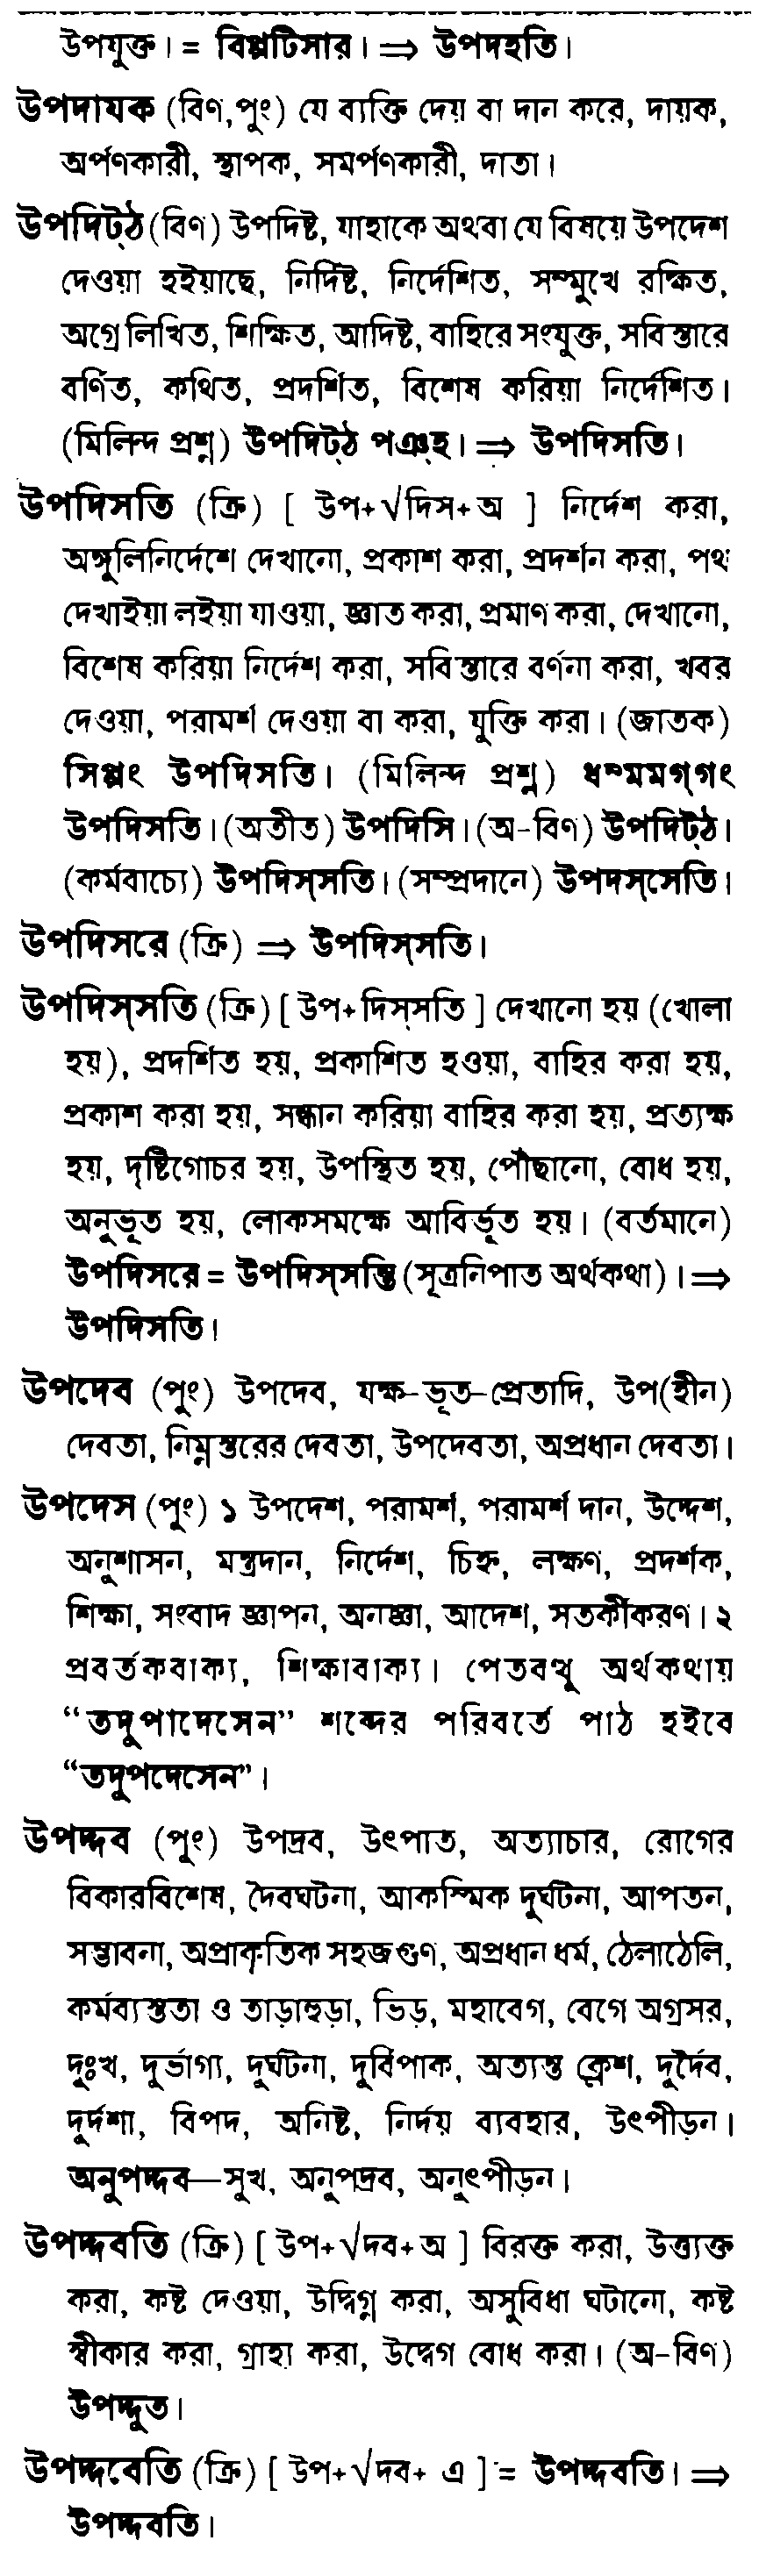 উপযুক্ত। = বিপ্পটিসার। ⇒ উপদহতি।
উপদাযক (বিণ,পুং) যে ব্যক্তি দেয় বা দান করে, দায়ক,
অর্পণকারী, স্থাপক, সমর্পণকারী, দাতা।
উপদিট্ঠ (বিণ) উপদিষ্ট, যাহাকে অথবা যে বিষয়ে উপদেশ
দেওয়া হইয়াছে, নির্দিষ্ট, নির্দেশিত, সম্মুখে রক্ষিত,
অগ্রে লিখিত, শিক্ষিত, আদিষ্ট, বাহিরে সংযুক্ত, সবিস্তারে
বর্ণিত, কথিত, প্রদর্শিত, বিশেষ করিয়া নির্দেশিত।
(মিলিন্দ প্রশ্ন) উপদিট্ঠ পঞ্হ। ⇒ উপদিসতি।
উপদিসতি (ক্রি) [ উপ+√দিস+অ ] নির্দেশ করা,
অঙ্গুলিনির্দেশে দেখানো, প্রকাশ করা, প্রদর্শন করা, পথ
দেখাইয়া লইয়া যাওয়া, জ্ঞাত করা, প্রমাণ করা, দেখানো,
বিশেষ করিয়া নির্দেশ করা, সবিস্তারে বর্ণনা করা, খবর
দেওয়া, পরামর্শ দেওয়া বা করা, যুক্তি করা। (জাতক)
সিপ্পং উপদিসতি। (মিলিন্দ প্রশ্ন) ধম্মমগ্গং
উপদিসতি। (অতীত) উপদিসি। (অ-বিণ) উপদিট্ঠ।
(কর্মবাচ্যে) উপদিস্সতি। (সম্প্রদানে) উপদস্সেতি।
উপদিসরে (ক্রি) ⇒ উপদিস্সতি।
উপদিস্সতি (ক্রি) [ উপ+দিস্সতি ] দেখানো হয় (খোলা
হয়), প্রদর্শিত হয়, প্রকাশিত হওয়া, বাহির করা হয়,
প্রকাশ করা হয়, সন্ধান করিয়া বাহির করা হয়, প্রত্যক্ষ
হয়, দৃষ্টিগোচর হয়, উপস্থিত হয়, পৌঁছানো, বোধ হয়,
অনুভূত হয়, লোকসমক্ষে আবির্ভূত হয়। (বর্তমানে)
উপদিসরে = উপদিস্সন্তি (সূত্রনিপাত অর্থকথা)। ⇒
উপদিসতি।
উপদেব (পুং) উপদেব, যক্ষ-ভূত-প্রেতাদি, উপ(হীন)
দেবতা, নিম্নস্তরের দেবতা, উপদেবতা, অপ্রধান দেবতা।
উপদেস (পুং) ১ উপদেশ, পরামর্শ, পরামর্শ দান, উদ্দেশ,
অনুশাসন, মন্ত্রদান, নির্দেশ, চিহ্ন, লক্ষণ, প্রদর্শক,
শিক্ষা, সংবাদ জ্ঞাপন, অনজ্ঞা, আদেশ, সতর্কীকরণ। ২
প্রবর্তকবাক্য, শিক্ষাবাক্য। পেতবত্থু অর্থকথায়
“তদুপাদেসেন” শব্দের পরিবর্তে পাঠ হইবে
“তদুপদেসেন”।
উপদ্দব (পুং) উপদ্রব, উৎপাত, অত্যাচার, রোগের
বিকারবিশেষ, দৈবঘটনা, আকস্মিক দুর্ঘটনা, আপতন,
সম্ভাবনা, অপ্রাকৃতিক সহজগুণ, অপ্রধান ধর্ম, ঠেলাঠেলি,
কর্মব্যস্ততা ও তাড়াহুড়া, ভিড়, মহাবেগ, বেগে অগ্রসর,
দুঃখ, দুর্ভাগ্য, দুর্ঘটনা, দুর্বিপাক, অত্যন্ত ক্লেশ, দুর্দৈব,
দুর্দশা, বিপদ, অনিষ্ট, নির্দয় ব্যবহার, উৎপীড়ন।
অনুপদ্দব—সুখ, অনুপদ্রব, অনুৎপীড়ন।
উপদ্দবতি (ক্রি) [ উপ+√দব+অ ] বিরক্ত করা, উত্ত্যক্ত
করা, কষ্ট দেওয়া, উদ্বিগ্ন করা, অসুবিধা ঘটানো, কষ্ট
স্বীকার করা, গ্রাহ্য করা, উদ্বেগ বোধ করা। (অ-বিণ)
উপদ্দুত।
উপদ্দবেতি (ক্রি) [ উপ+√দব+ এ ] = উপদ্দবতি। ⇒
উপদ্দবতি।